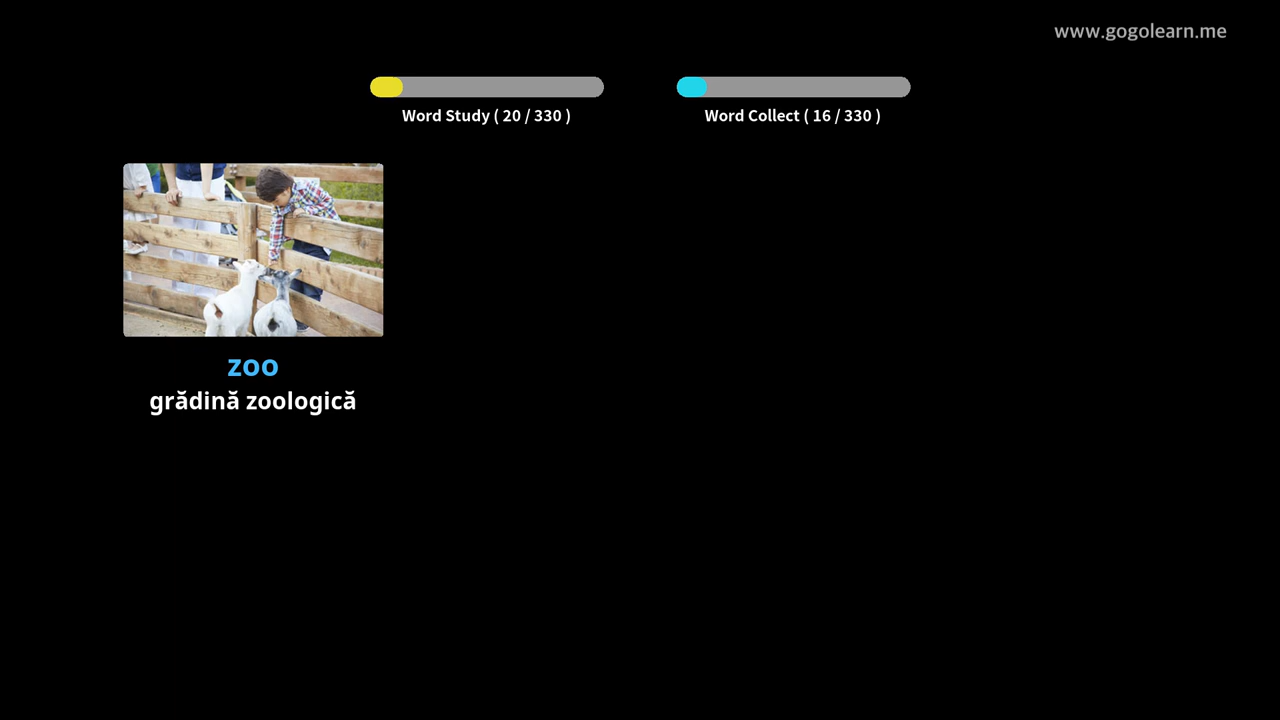 www.gogolearn.me
Word Study ( 20 / 330 )
Word Collect ( 16 / 330 )
zoo
grădină zoologică